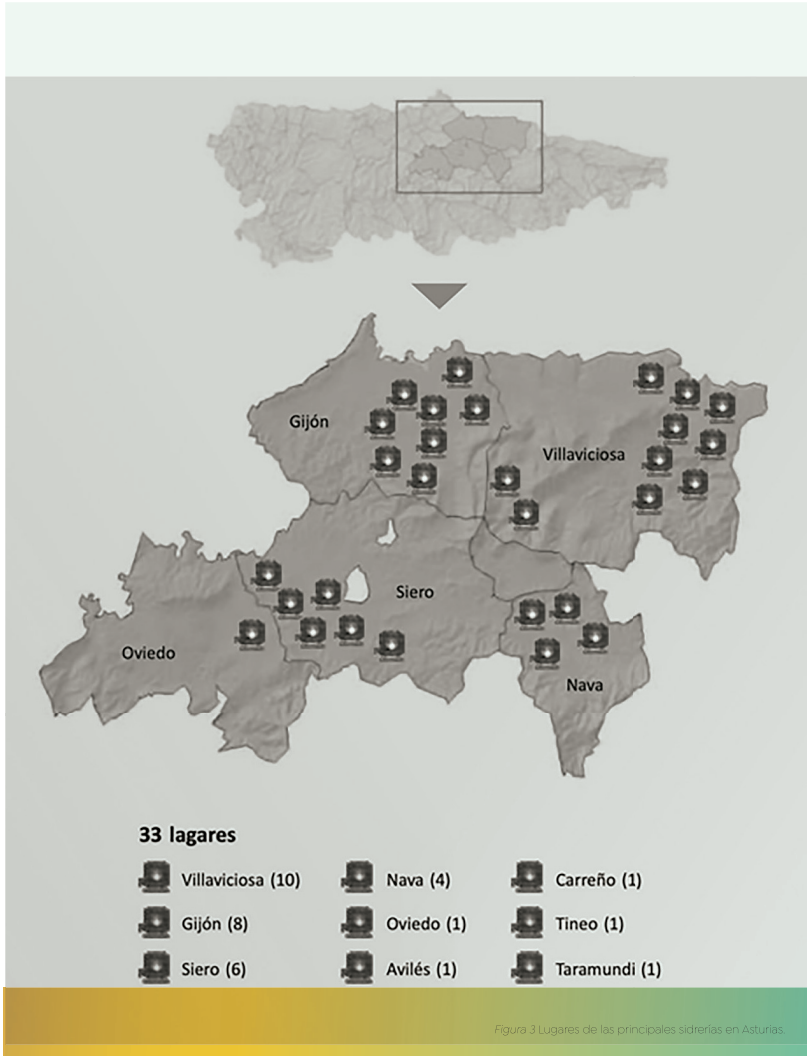 Gijón
Villaviciosa
Siero
Oviedo
Nava
33 lagares
Villaviciosa (10)
Nava (4)
Carreño (1)
Gijón (8)
Oviedo (1)
Tineo (1)
Siero (6)
Avilés (1)
Taramundi (1)
Figura 3 Lugares de las principales sidrerías en Asturias.